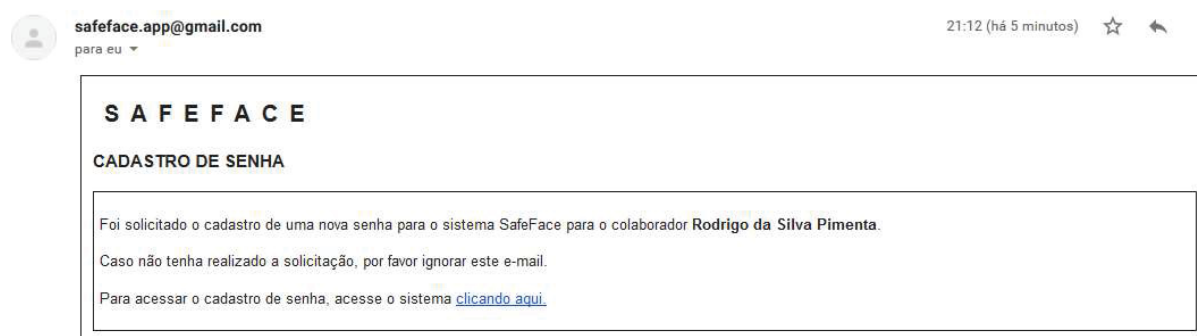 safeface.app@gmail.com
21:12 (há 5 minutos)
para eu
S A F E F A C E
CADASTRO DE SENHA
Foi solicitado o cadastro de uma nova senha para o sistema SafeFace para o colaborador Rodrigo da Silva Pimenta.
Caso não tenha realizado a solicitação, por favor ignorar este e-mail.
Para acessar o cadastro de senha, acesse o sistema clicando aqui.